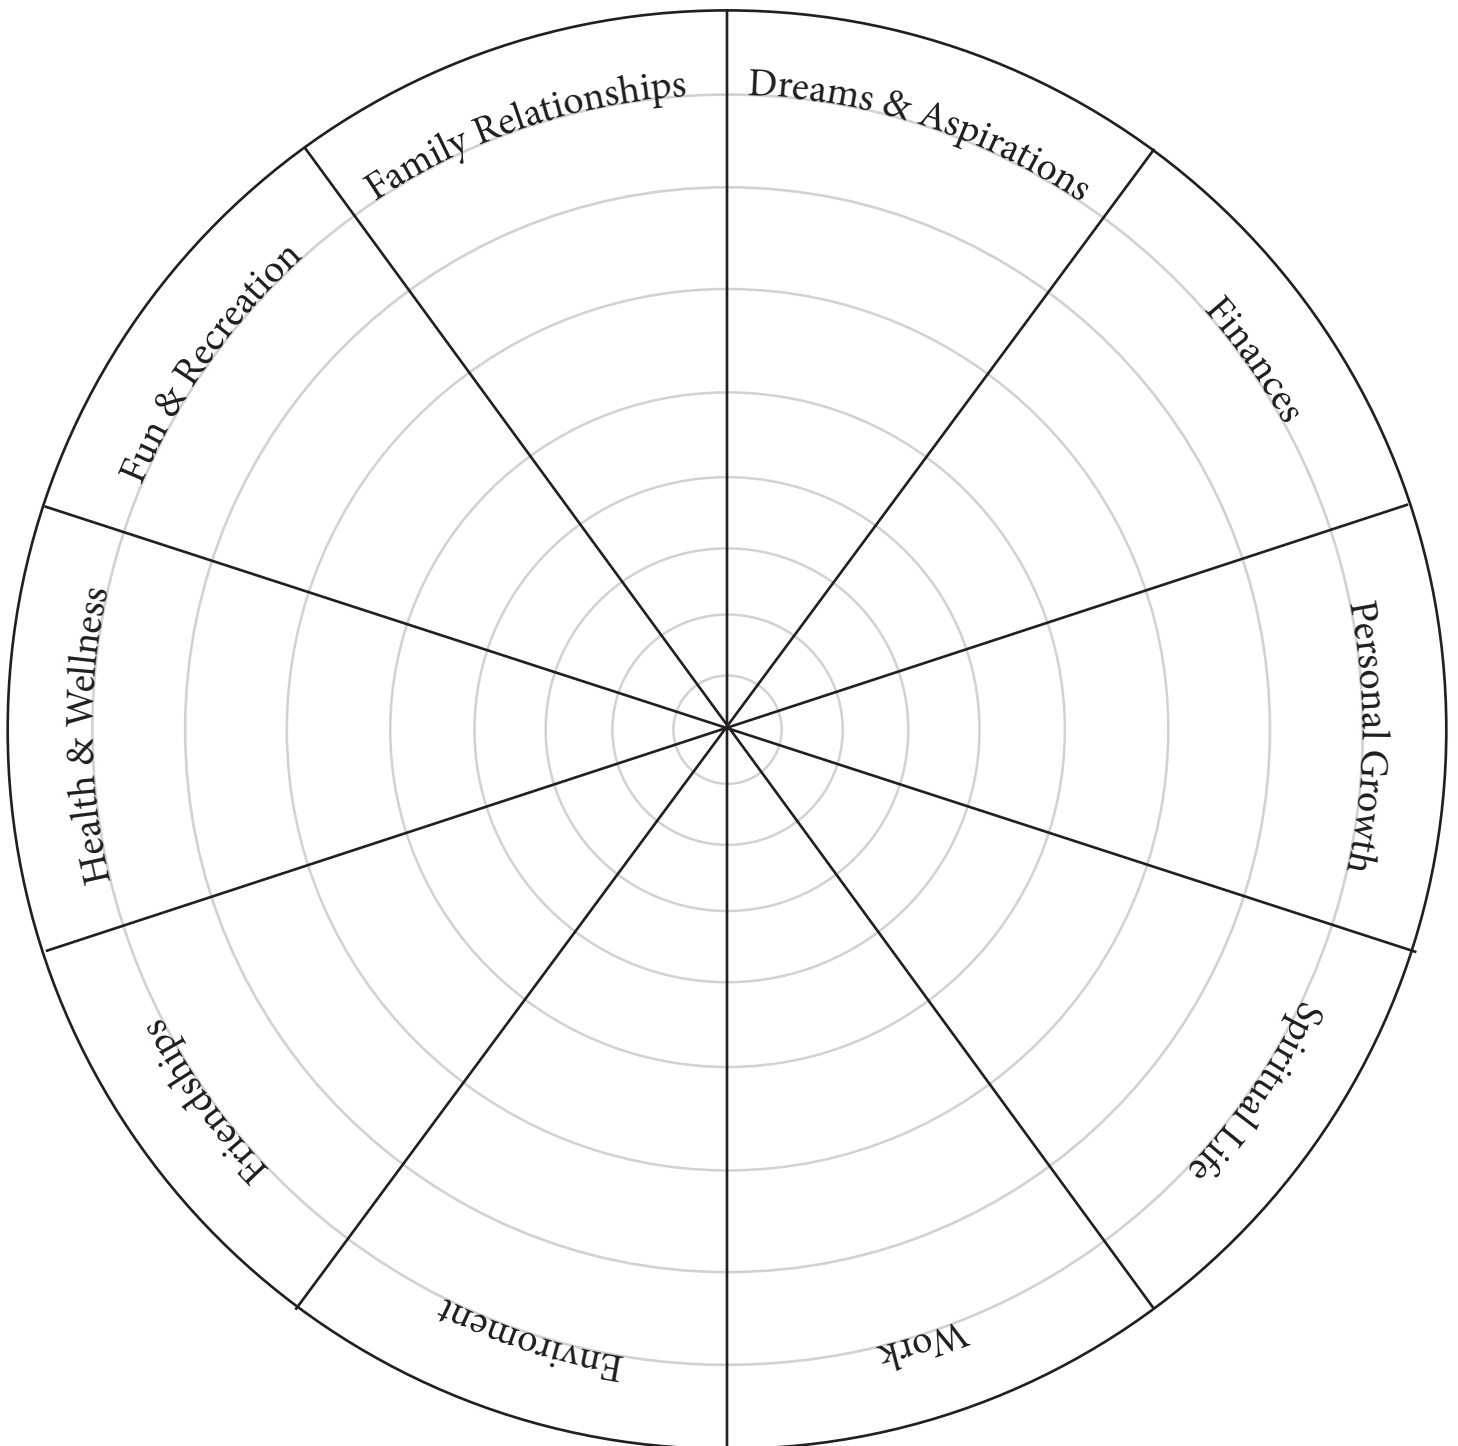 Dreams & Aspirations
Finances
Personal Growth
Spiritual Life
Work
Enviroment
Friendships
Health & Wellness
Fun & Recreation
Family Relationships